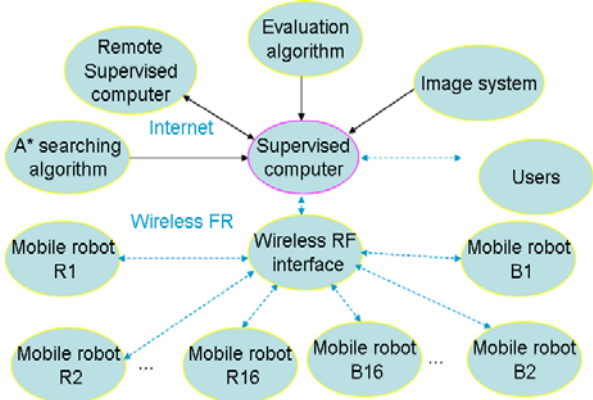 Evaluation
algorithm
Remote
Supervised
computer
Image system
Internet
A* searching
algorithm
Supervised
computer
Users
Wireless FR
Mobile robot
R1
Wireless RF
interface
Mobile robot
B1
Mobile robot
R2
...
Mobile robot
R16
Mobile robot
B16
...
Mobile robot
B2